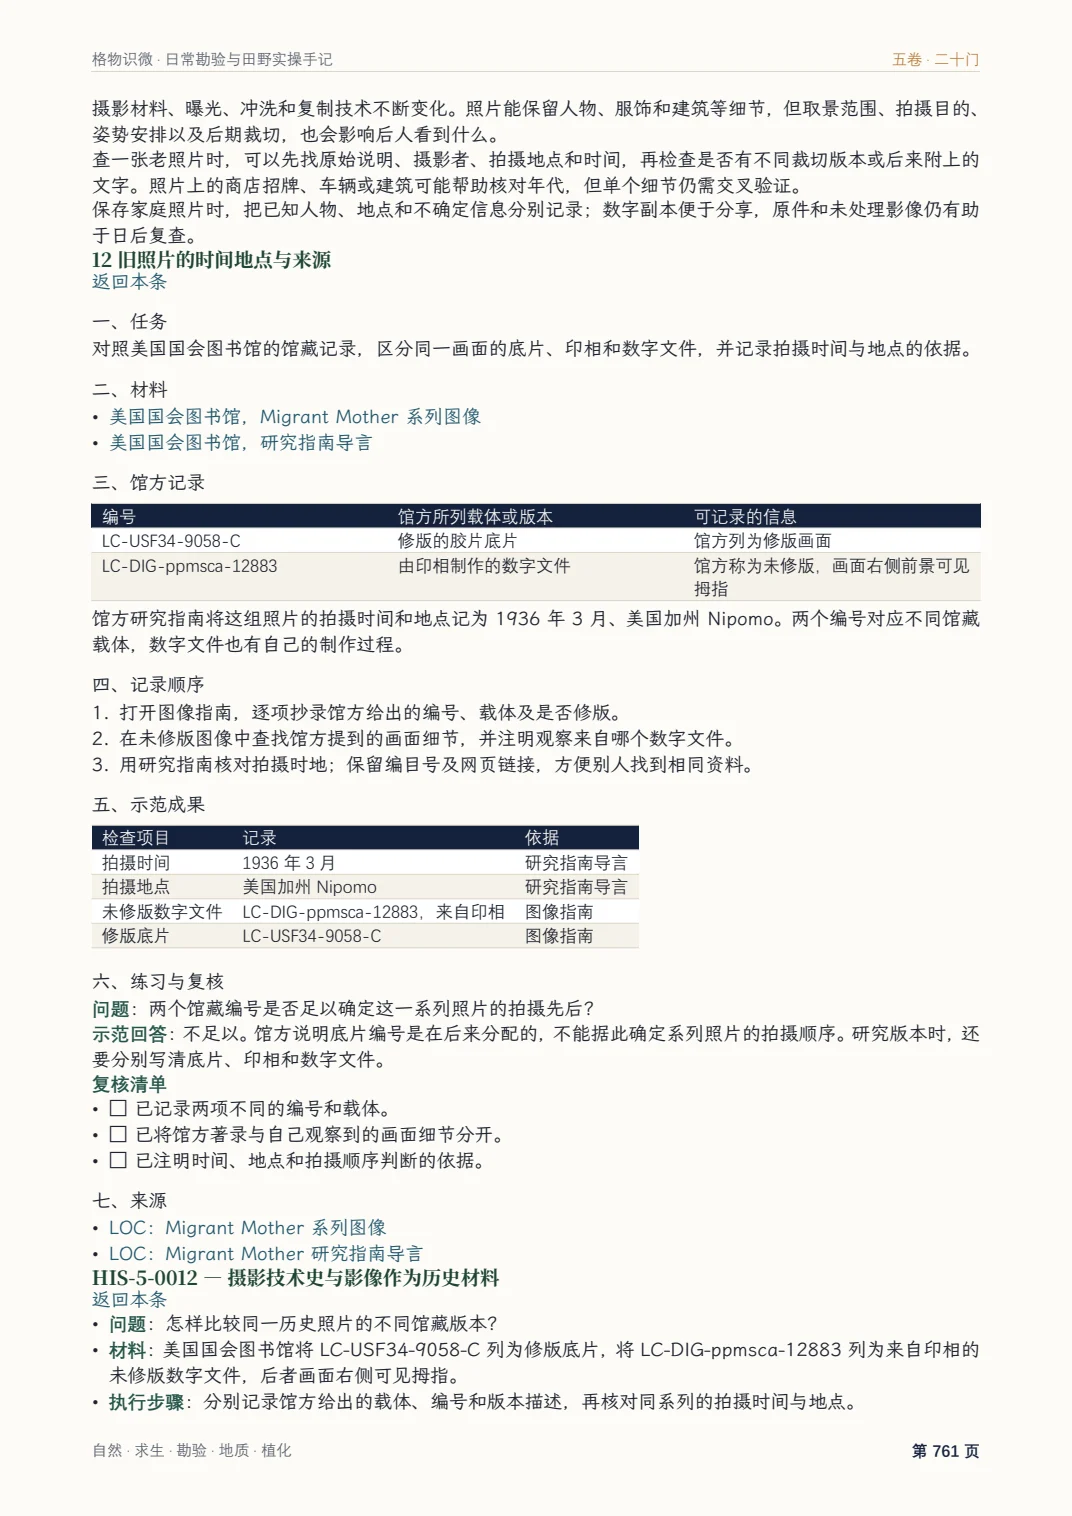 格物识微 · 日常勘验与田野实操手记
五卷 · 二十门
摄影材料、曝光、冲洗和复制技术不断变化。照片能保留人物、服饰和建筑等细节，但取景范围、拍摄目的、
姿势安排以及后期裁切，也会影响后人看到什么。
查一张老照片时，可以先找原始说明、摄影者、拍摄地点和时间，再检查是否有不同裁切版本或后来附上的
文字。照片上的商店招牌、车辆或建筑可能帮助核对年代，但单个细节仍需交叉验证。
保存家庭照片时，把已知人物、地点和不确定信息分别记录；数字副本便于分享，原件和未处理影像仍有助
于日后复查。
12 旧照片的时间地点与来源
返回本条
一、任务
对照美国国会图书馆的馆藏记录，区分同一画面的底片、印相和数字文件，并记录拍摄时间与地点的依据。
二、材料
• 美国国会图书馆，Migrant Mother 系列图像
• 美国国会图书馆，研究指南导言
三、馆方记录
编号 馆方所列载体或版本 可记录的信息
LC-USF34-9058-C 修版的胶片底片 馆方列为修版画面
LC-DIG-ppmsca-12883 由印相制作的数字文件 馆方称为未修版，画面右侧前景可见
拇指
馆方研究指南将这组照片的拍摄时间和地点记为 1936 年 3 月、美国加州 Nipomo。两个编号对应不同馆藏
载体，数字文件也有自己的制作过程。
四、记录顺序
1. 打开图像指南，逐项抄录馆方给出的编号、载体及是否修版。
2. 在未修版图像中查找馆方提到的画面细节，并注明观察来自哪个数字文件。
3. 用研究指南核对拍摄时地；保留编目号及网页链接，方便别人找到相同资料。
五、示范成果
检查项目 记录 依据
拍摄时间 1936 年 3 月 研究指南导言
拍摄地点 美国加州 Nipomo 研究指南导言
未修版数字文件 LC-DIG-ppmsca-12883，来自印相 图像指南
修版底片 LC-USF34-9058-C 图像指南
六、练习与复核
问题：两个馆藏编号是否足以确定这一系列照片的拍摄先后？
示范回答：不足以。馆方说明底片编号是在后来分配的，不能据此确定系列照片的拍摄顺序。研究版本时，还
要分别写清底片、印相和数字文件。
复核清单
• ☐ 已记录两项不同的编号和载体。
• ☐ 已将馆方著录与自己观察到的画面细节分开。
• ☐ 已注明时间、地点和拍摄顺序判断的依据。
七、来源
• LOC：Migrant Mother 系列图像
• LOC：Migrant Mother 研究指南导言
HIS-5-0012 — 摄影技术史与影像作为历史材料
返回本条
• 问题：怎样比较同一历史照片的不同馆藏版本？
• 材料：美国国会图书馆将 LC-USF34-9058-C 列为修版底片，将 LC-DIG-ppmsca-12883 列为来自印相的
未修版数字文件，后者画面右侧可见拇指。
• 执行步骤：分别记录馆方给出的载体、编号和版本描述，再核对同系列的拍摄时间与地点。
自然 · 求生 · 勘验 · 地质 · 植化
第 761 页